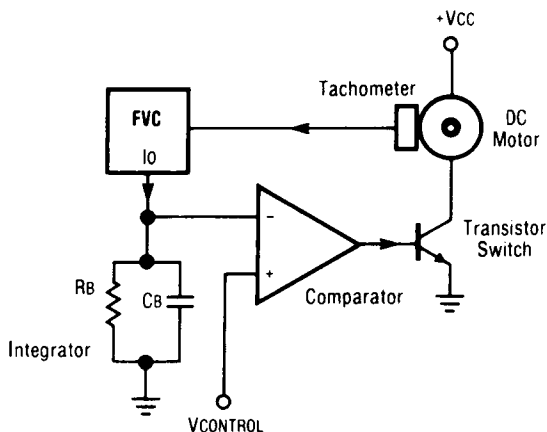 +VCC
Tachometer
FVC
IO
DC
Motor
−
+
Comparator
Transistor
Switch
RB
CB
Integrator
VCONTROL